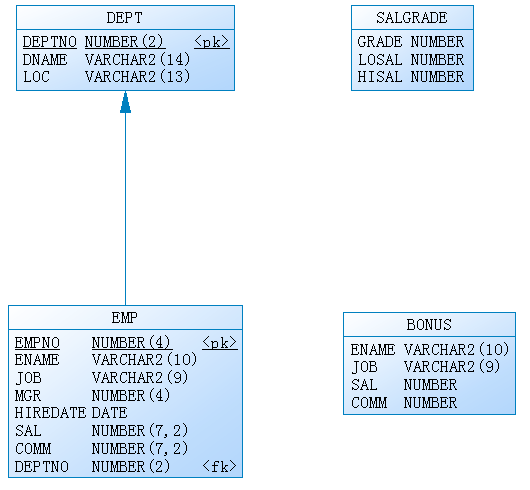 DEPT
DEPTNO NUMBER(2) <pk>
DNAME VARCHAR2(14)
LOC VARCHAR2(13)
SALGRADE
GRADE NUMBER
LOSAL NUMBER
HISAL NUMBER
EMP
EMPNO NUMBER(4) <pk>
ENAME VARCHAR2(10)
JOB VARCHAR2(9)
MGR NUMBER(4)
HIREDATE DATE
SAL NUMBER(7,2)
COMM NUMBER(7,2)
DEPTNO NUMBER(2) <fk>
BONUS
ENAME VARCHAR2(10)
JOB VARCHAR2(9)
SAL NUMBER
COMM NUMBER